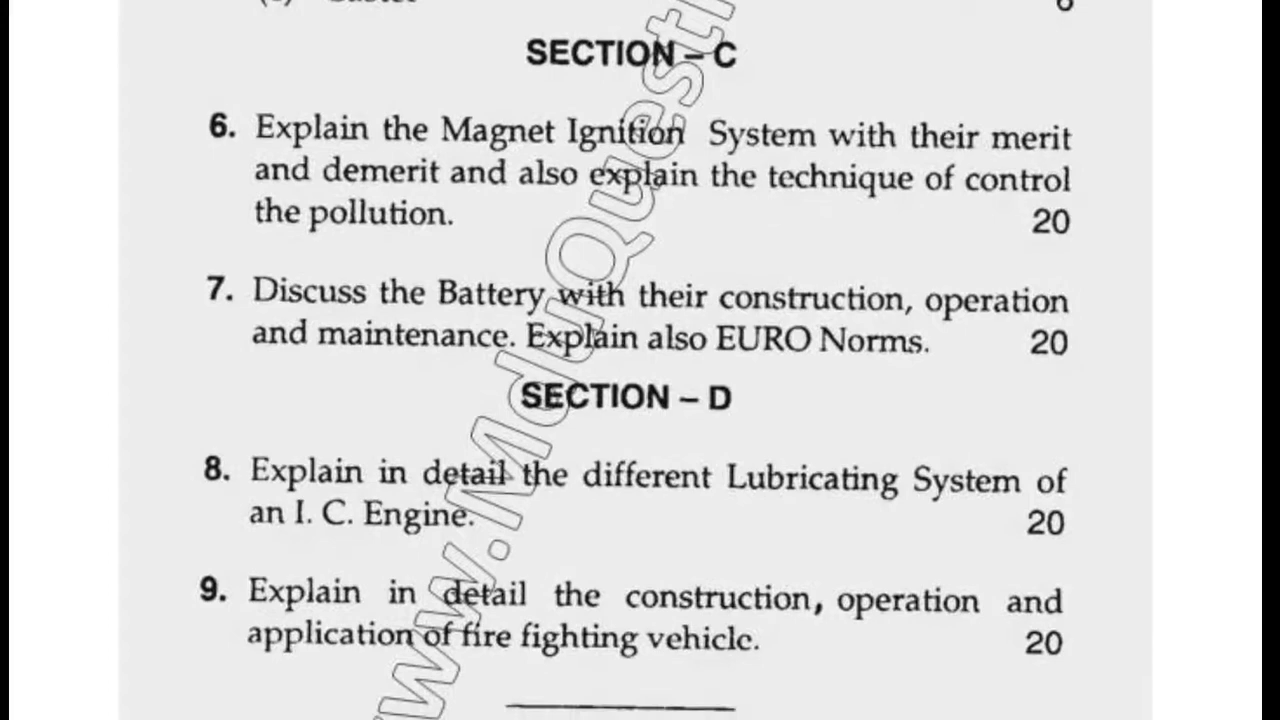 SECTION – C
6. Explain the Magnet Ignition System with their merit
and demerit and also explain the technique of control
the pollution. 20
7. Discuss the Battery with their construction, operation
and maintenance. Explain also EURO Norms. 20
SECTION – D
8. Explain in detail the different Lubricating System of
an I. C. Engine. 20
9. Explain in detail the construction, operation and
application of fire fighting vehicle. 20
www.MduQuesti